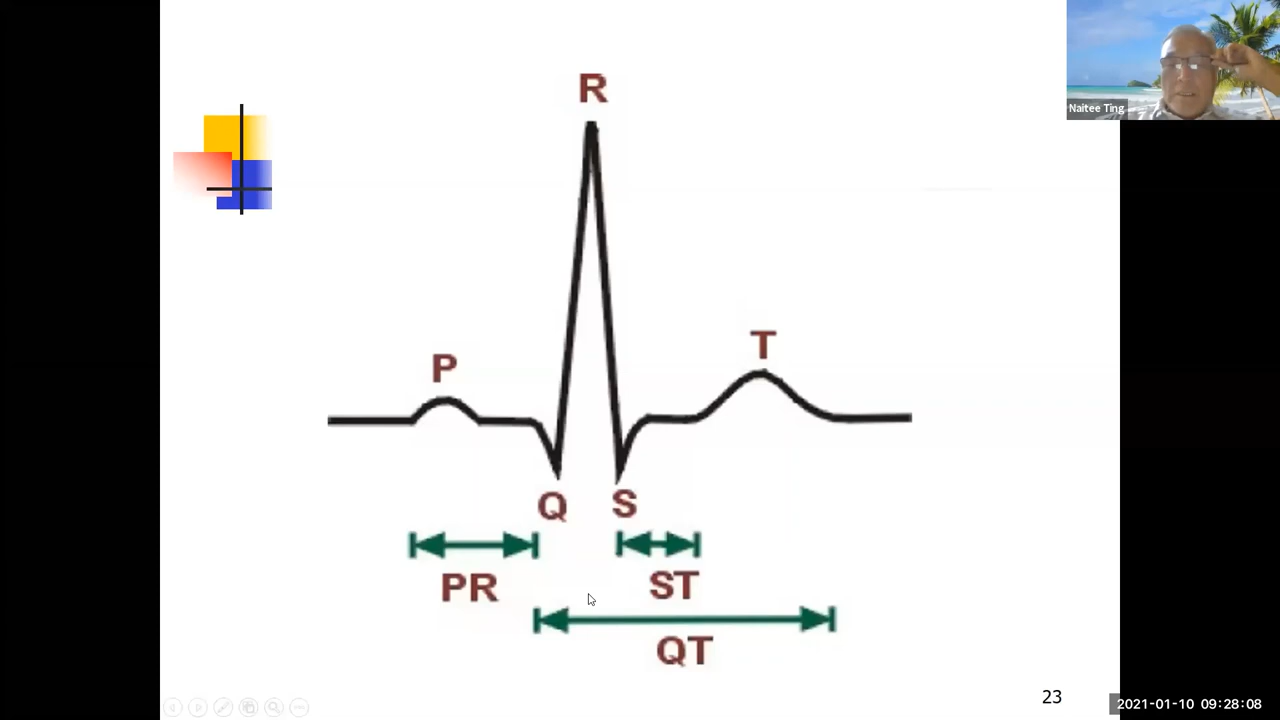 R
Naitee Ting
T
P
Q S
PR ST
QT
23
2021-01-10 09:28:08